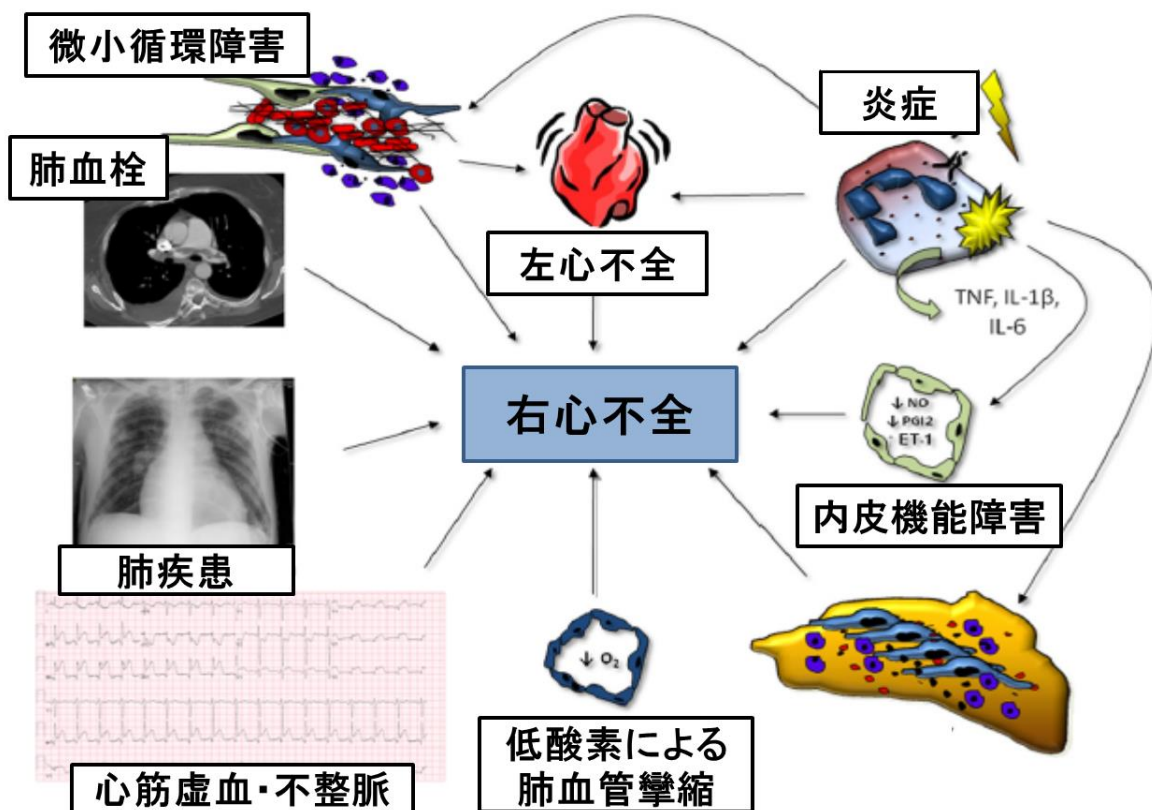 微小循環障害
炎症
肺血栓
左心不全
TNF, IL-1β,
IL-6
右心不全
↓ NO
↓ PGI2
ET-1
内皮機能障害
肺疾患
↓ O₂
低酸素による
肺血管攣縮
心筋虚血・不整脈